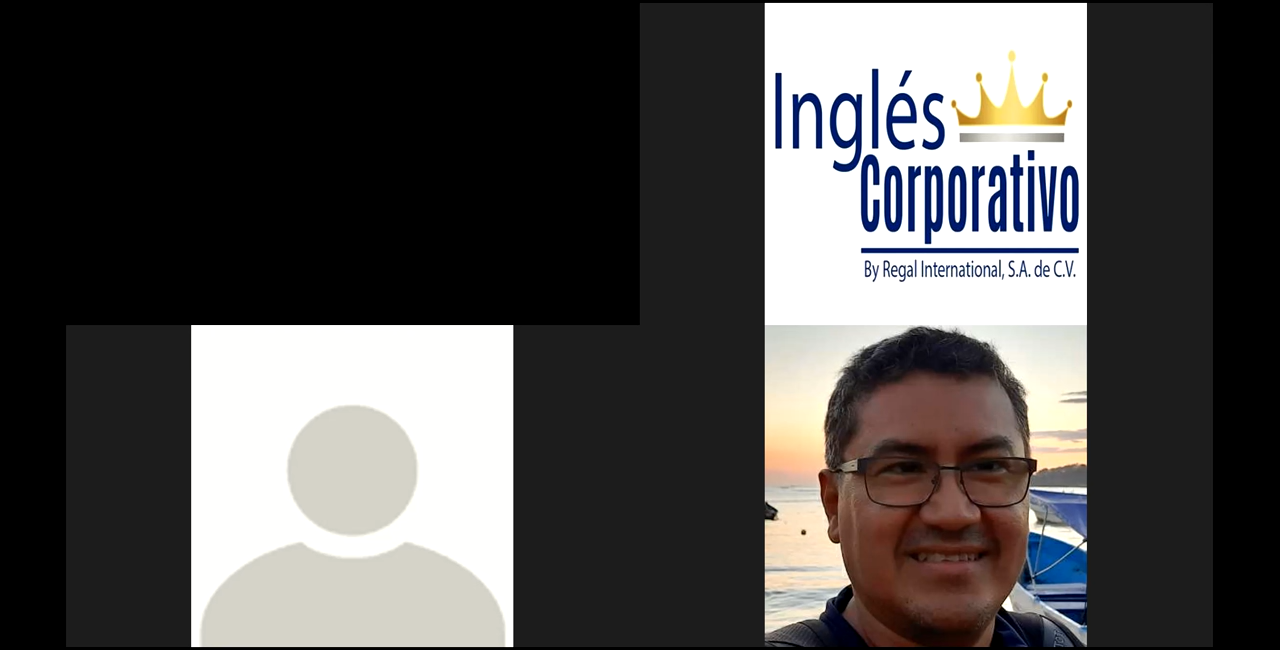 Inglés
Corporativo
By Regal International, S.A. de C.V.